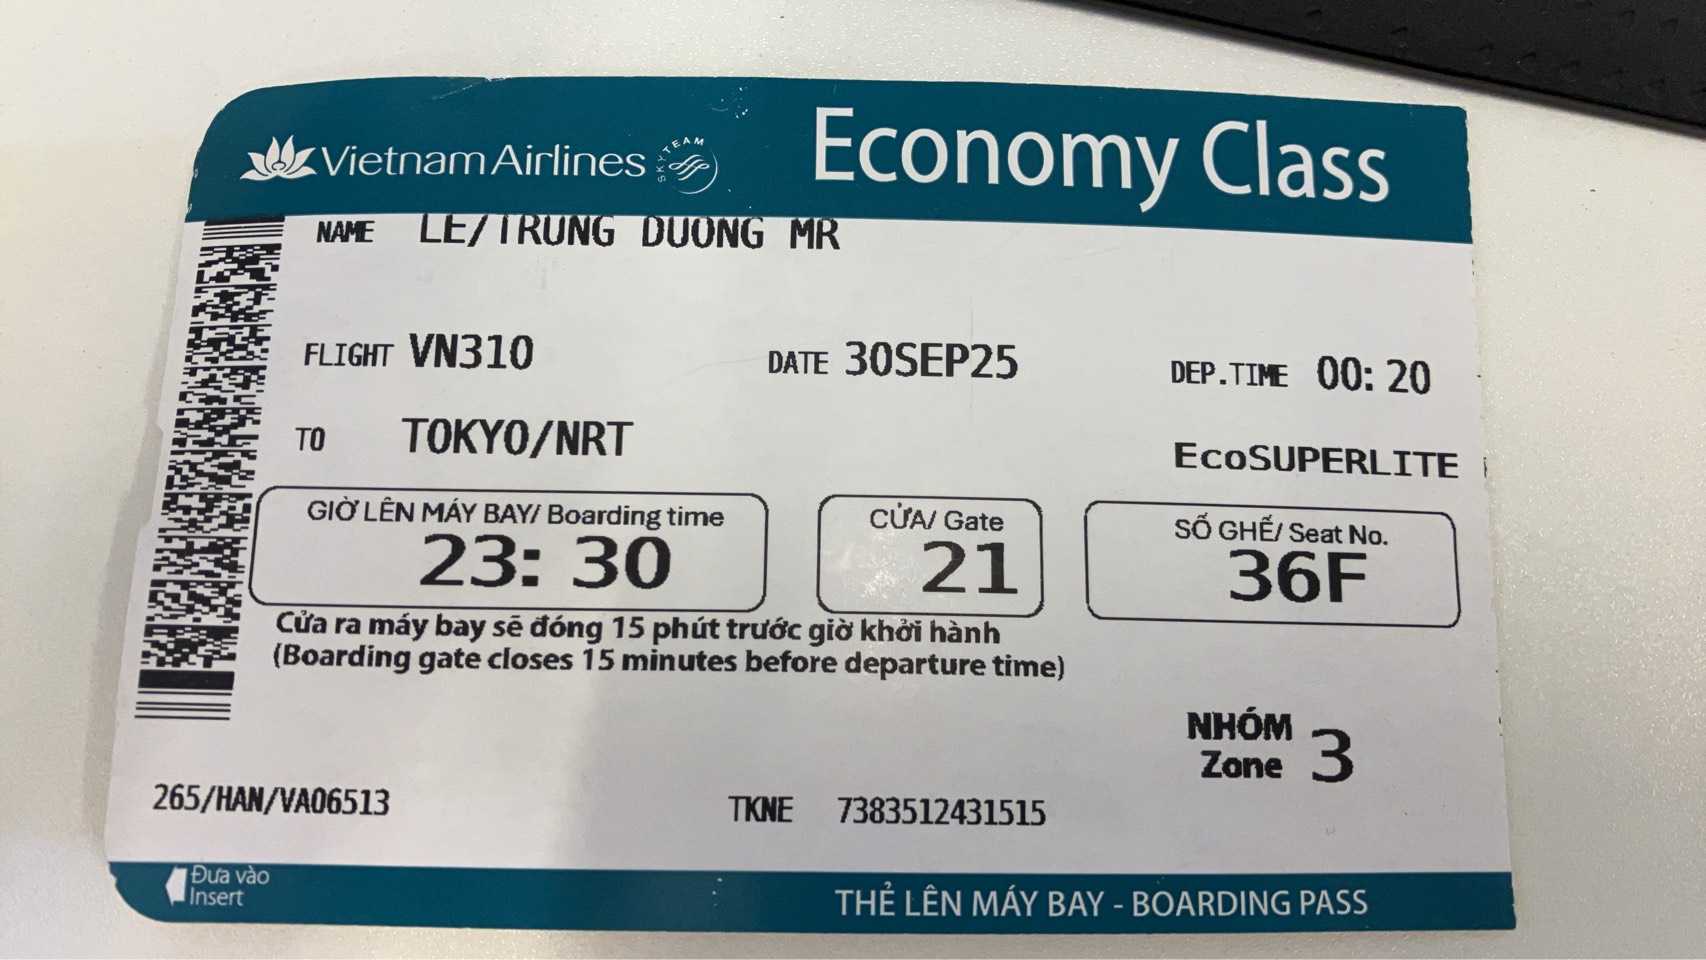 Vietnam Airlines SKYTEAM Economy Class
NAME LE/TRUNG DUONG MR
FLIGHT VN310 DATE 30SEP25 DEP.TIME 00:20
TO TOKYO/NRT EcoSUPERLITE
GIỜ LÊN MÁY BAY/ Boarding time CỬA/ Gate SỐ GHẾ/ Seat No.
23:30 21 36F
Cửa ra máy bay sẽ đóng 15 phút trước giờ khởi hành
(Boarding gate closes 15 minutes before departure time)
NHÓM
Zone 3
265/HAN/VA06513 TKNE 7383512431515
Đưa vào
Insert
THẺ LÊN MÁY BAY - BOARDING PASS